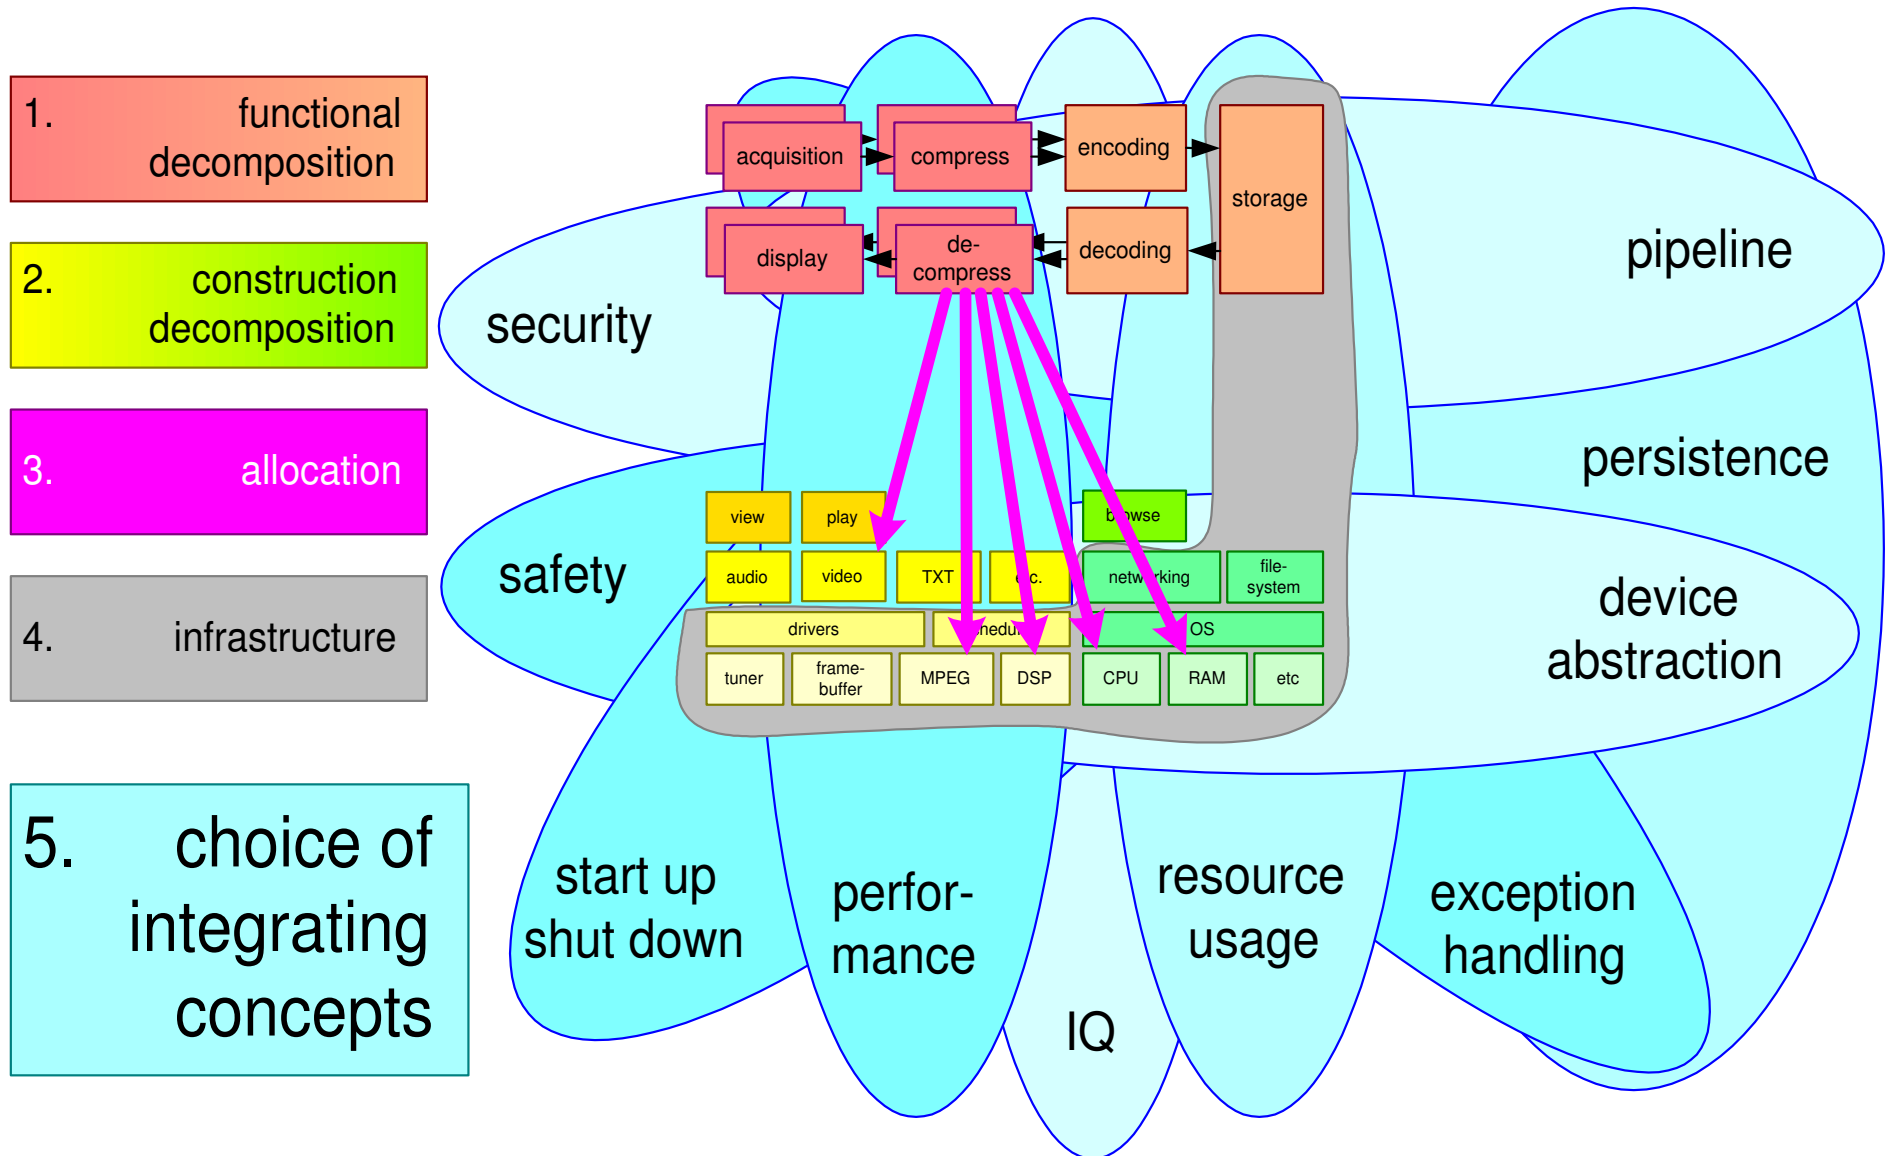 1. functional
decomposition
2. construction
decomposition
3. allocation
4. infrastructure
5. choice of
integrating
concepts
acquisition
compress
encoding
storage
display
de-
compress
decoding
pipeline
security
persistence
safety
device
abstraction
view
play
browse
audio
video
TXT
networking
file-
system
drivers
OS
tuner
frame-
buffer
MPEG
DSP
CPU
RAM
etc
start up
shut down
perfor-
mance
resource
usage
exception
handling
IQ